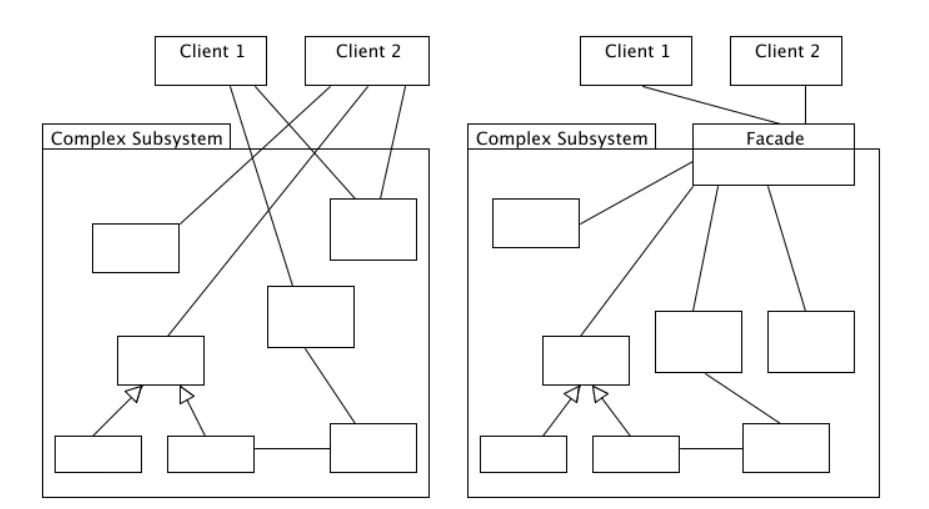 Client 1
Client 2
Complex Subsystem
Client 1
Client 2
Complex Subsystem
Facade